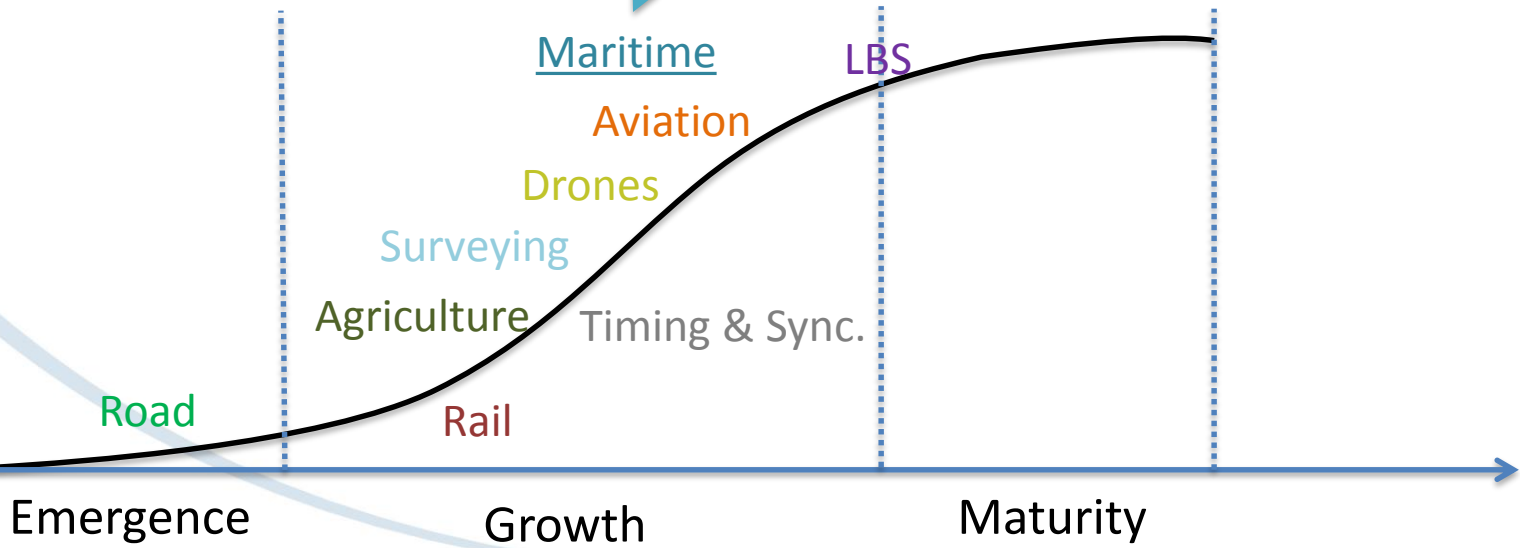 Maritime
LBS
Aviation
Drones
Surveying
Agriculture
Timing & Sync.
Road
Rail
Emergence
Growth
Maturity